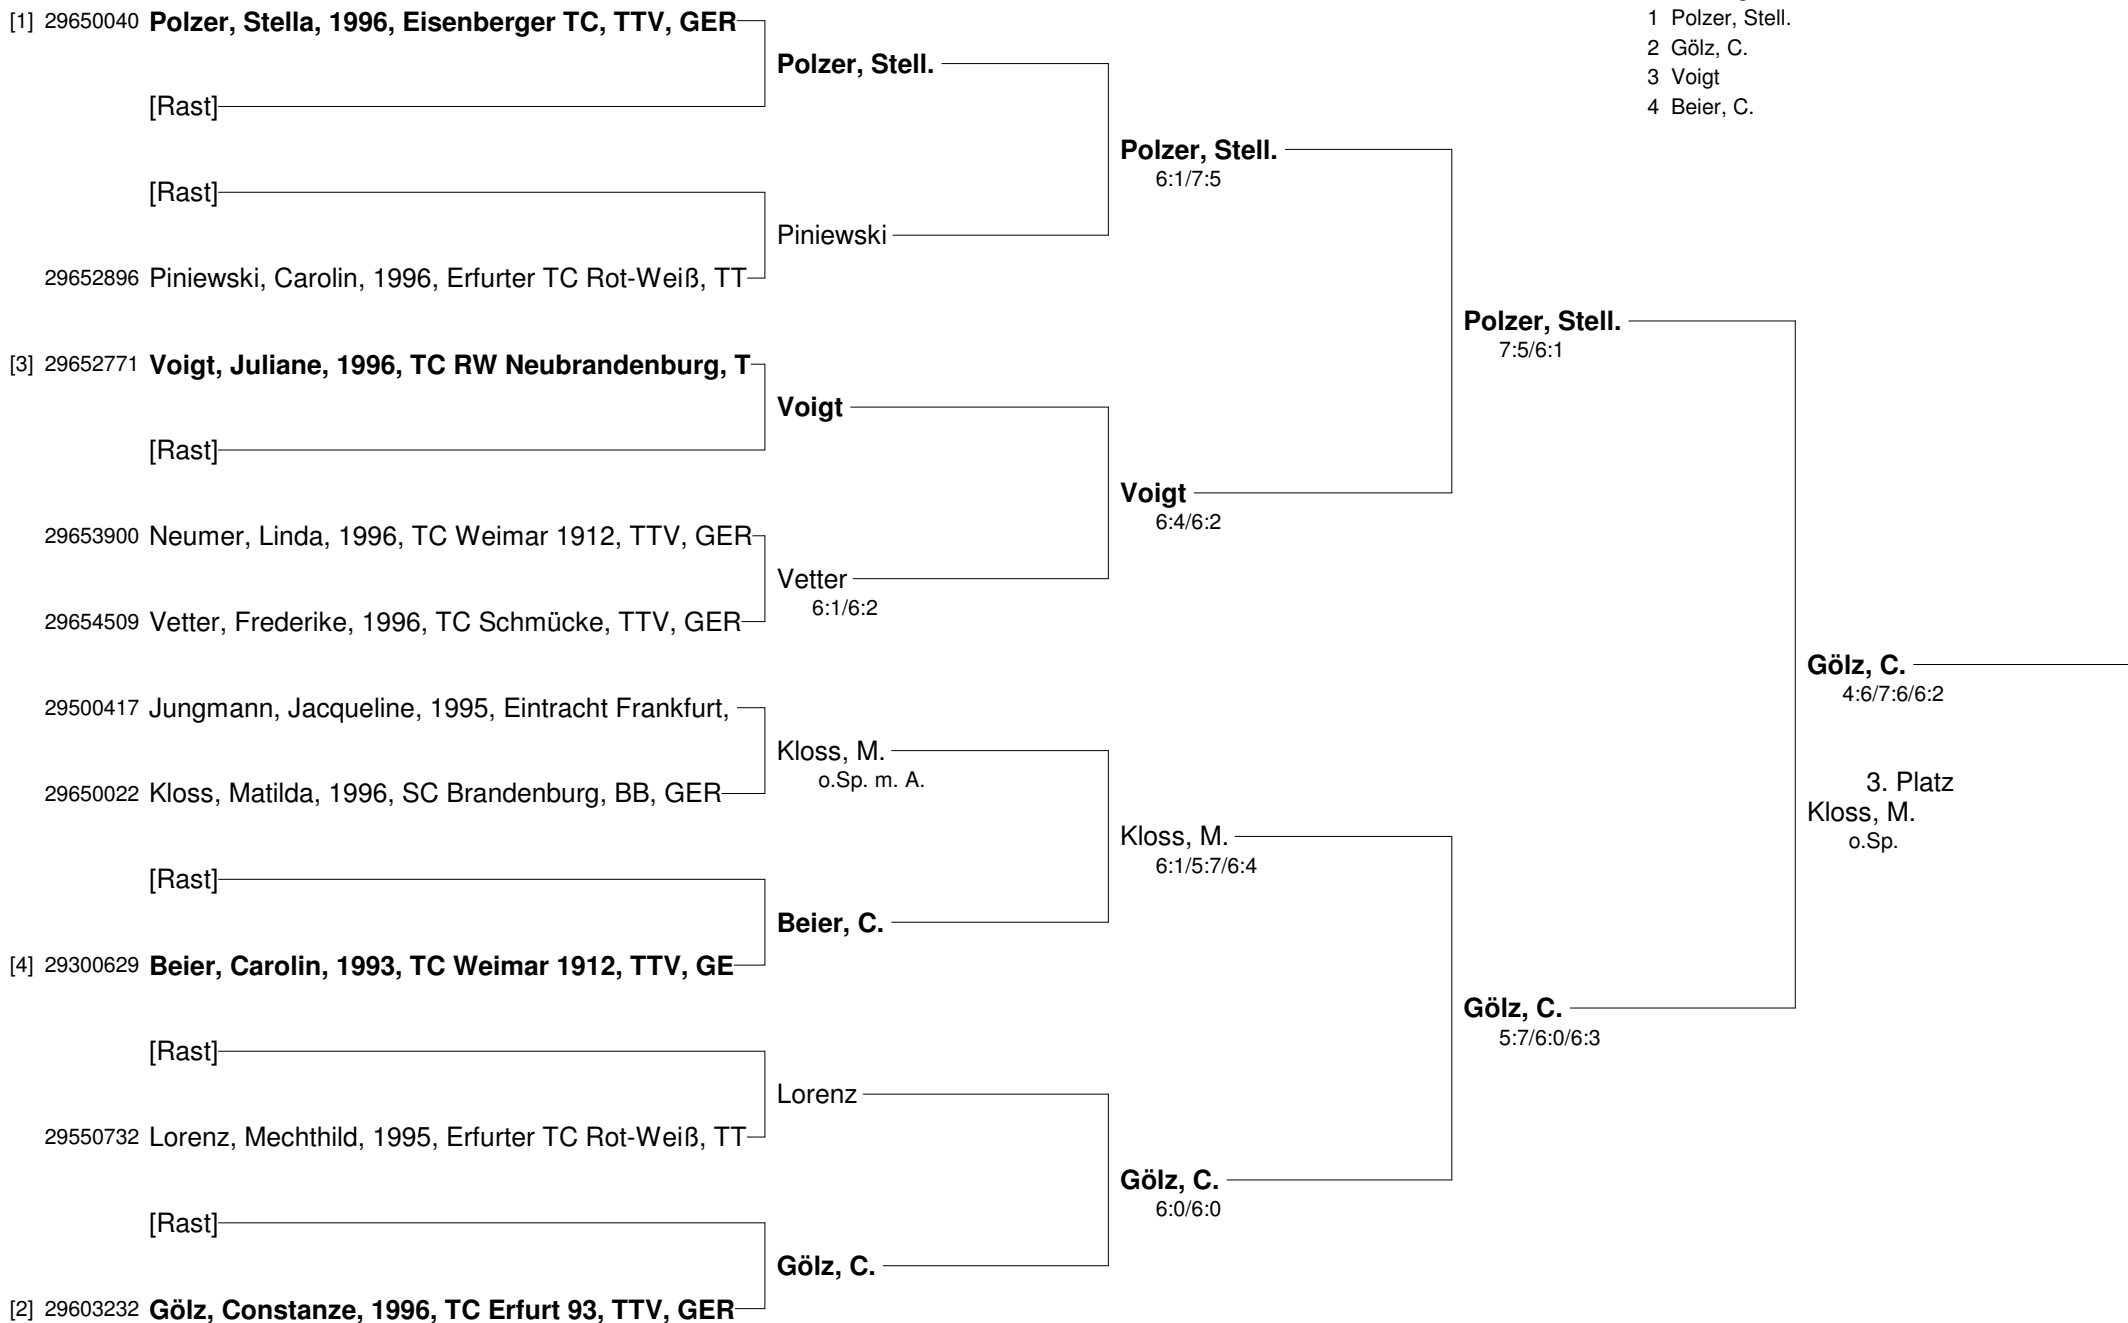 [1] 29650040 Polzer, Stella, 1996, Eisenberger TC, TTV, GER
[Rast]
[Rast]
29652896 Piniewski, Carolin, 1996, Erfurter TC Rot-Weiß, TT
[3] 29652771 Voigt, Juliane, 1996, TC RW Neubrandenburg, T
[Rast]
29653900 Neumer, Linda, 1996, TC Weimar 1912, TTV, GER
29654509 Vetter, Frederike, 1996, TC Schmücke, TTV, GER
29500417 Jungmann, Jacqueline, 1995, Eintracht Frankfurt,
29650022 Kloss, Matilda, 1996, SC Brandenburg, BB, GER
[Rast]
[4] 29300629 Beier, Carolin, 1993, TC Weimar 1912, TTV, GE
[Rast]
29550732 Lorenz, Mechthild, 1995, Erfurter TC Rot-Weiß, TT
[Rast]
[2] 29603232 Gölz, Constanze, 1996, TC Erfurt 93, TTV, GER
Polzer, Stell.
Piniewski
Voigt
Vetter
6:1/6:2
Kloss, M.
o.Sp. m. A.
Beier, C.
Lorenz
Gölz, C.
Polzer, Stell.
6:1/7:5
Voigt
6:4/6:2
Kloss, M.
6:1/5:7/6:4
Gölz, C.
6:0/6:0
Polzer, Stell.
7:5/6:1
Gölz, C.
5:7/6:0/6:3
1 Polzer, Stell.
2 Gölz, C.
3 Voigt
4 Beier, C.
Gölz, C.
4:6/7:6/6:2
3. Platz
Kloss, M.
o.Sp.